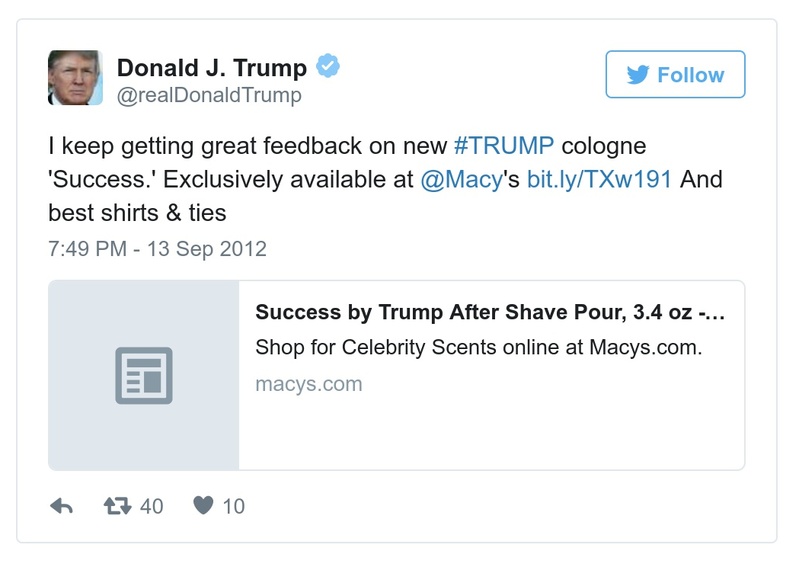 Donald J. Trump
@realDonaldTrump
Follow
I keep getting great feedback on new #TRUMP cologne
'Success.' Exclusively available at @Macy's bit.ly/TXw191 And
best shirts & ties
7:49 PM - 13 Sep 2012
Success by Trump After Shave Pour, 3.4 oz -...
Shop for Celebrity Scents online at Macys.com.
macys.com
40 10